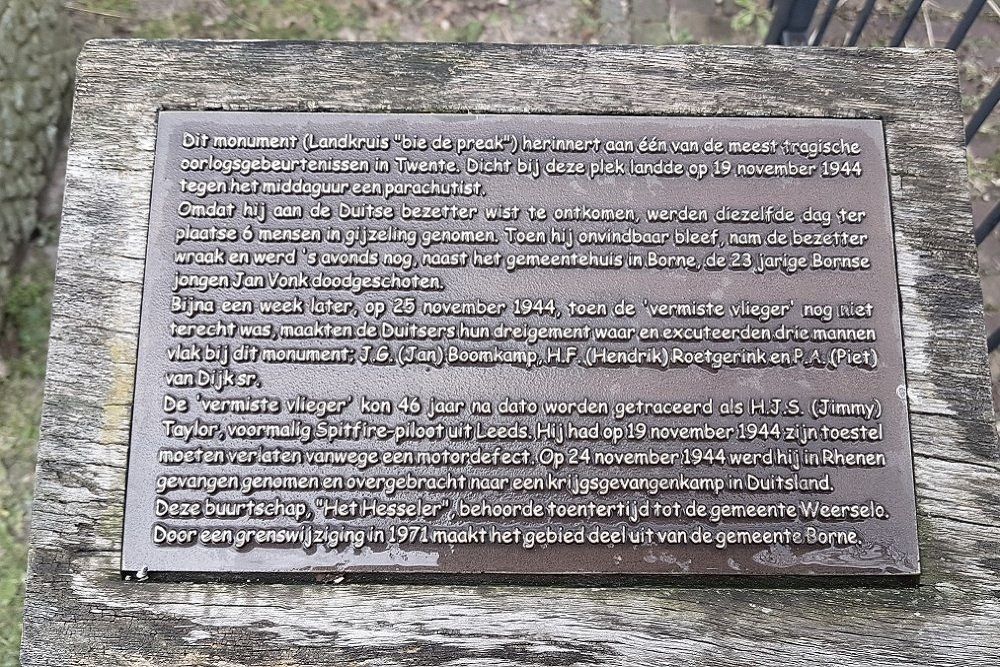 Dit monument (Landkruis "bie de preak") herinnert aan één van de meest tragische
oorlogsgebeurtenissen in Twente. Dicht bij deze plek landde op 19 november 1944
tegen het middaguur een parachutist.
Omdat hij aan de Duitse bezetter wist te ontkomen, werden diezelfde dag ter
plaatse 6 mensen in gijzeling genomen. Toen hij onvindbaar bleef, nam de bezetter
wraak en werd 's avonds nog, naast het gemeentehuis in Borne, de 23 jarige Bornse
jongen Jan Vonk doodgeschoten.
Bijna een week later, op 25 november 1944, toen de 'vermiste vlieger' nog niet
terecht was, maakten de Duitsers hun dreigement waar en excuteerden drie mannen
vlak bij dit monument; J.G. (Jan) Boomkamp, H.F. (Hendrik) Roetgerink en P.A. (Piet)
van Dijk sr.
De 'vermiste vlieger' kon 46 jaar na dato worden getraceerd als H.J.S. (Jimmy)
Taylor, voormalig Spitfire-piloot uit Leeds. Hij had op 19 november 1944 zijn toestel
moeten verlaten vanwege een motordefect. Op 24 november 1944 werd hij in Rhenen
gevangen genomen en overgebracht naar een krijgsgevangenkamp in Duitsland.
Deze buurtschap, "Het Hesseler", behoorde toentertijd tot de gemeente Weerselo.
Door een grenswijziging in 1971 maakt het gebied deel uit van de gemeente Borne.